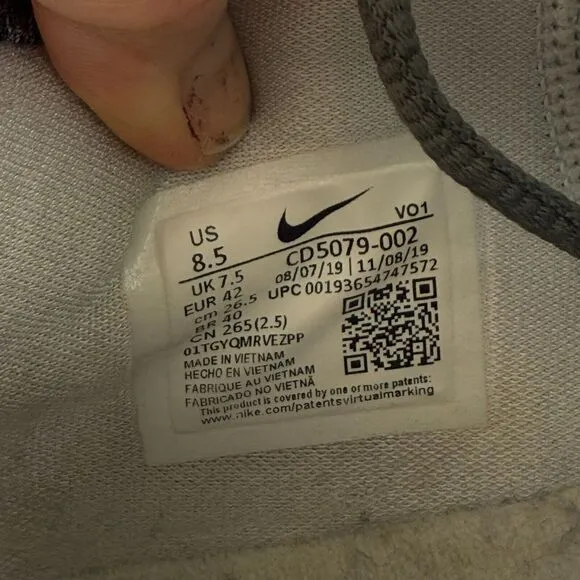 US
8.5
VO1
CD5079-002
08/07/19 | 11/08/19
UPC 00193654747572
UK 7.5
EUR 42
cm 26.5
BR 40
CN 265(2.5)
01TGYQMRVEZPP
MADE IN VIETNAM
HECHO EN VIETNAM
FABRIQUE AU VIETNAM
FABRICADO NO VIETNÃ
This product is covered by one or more patents:
www.nike.com/patentsvirtualmarking